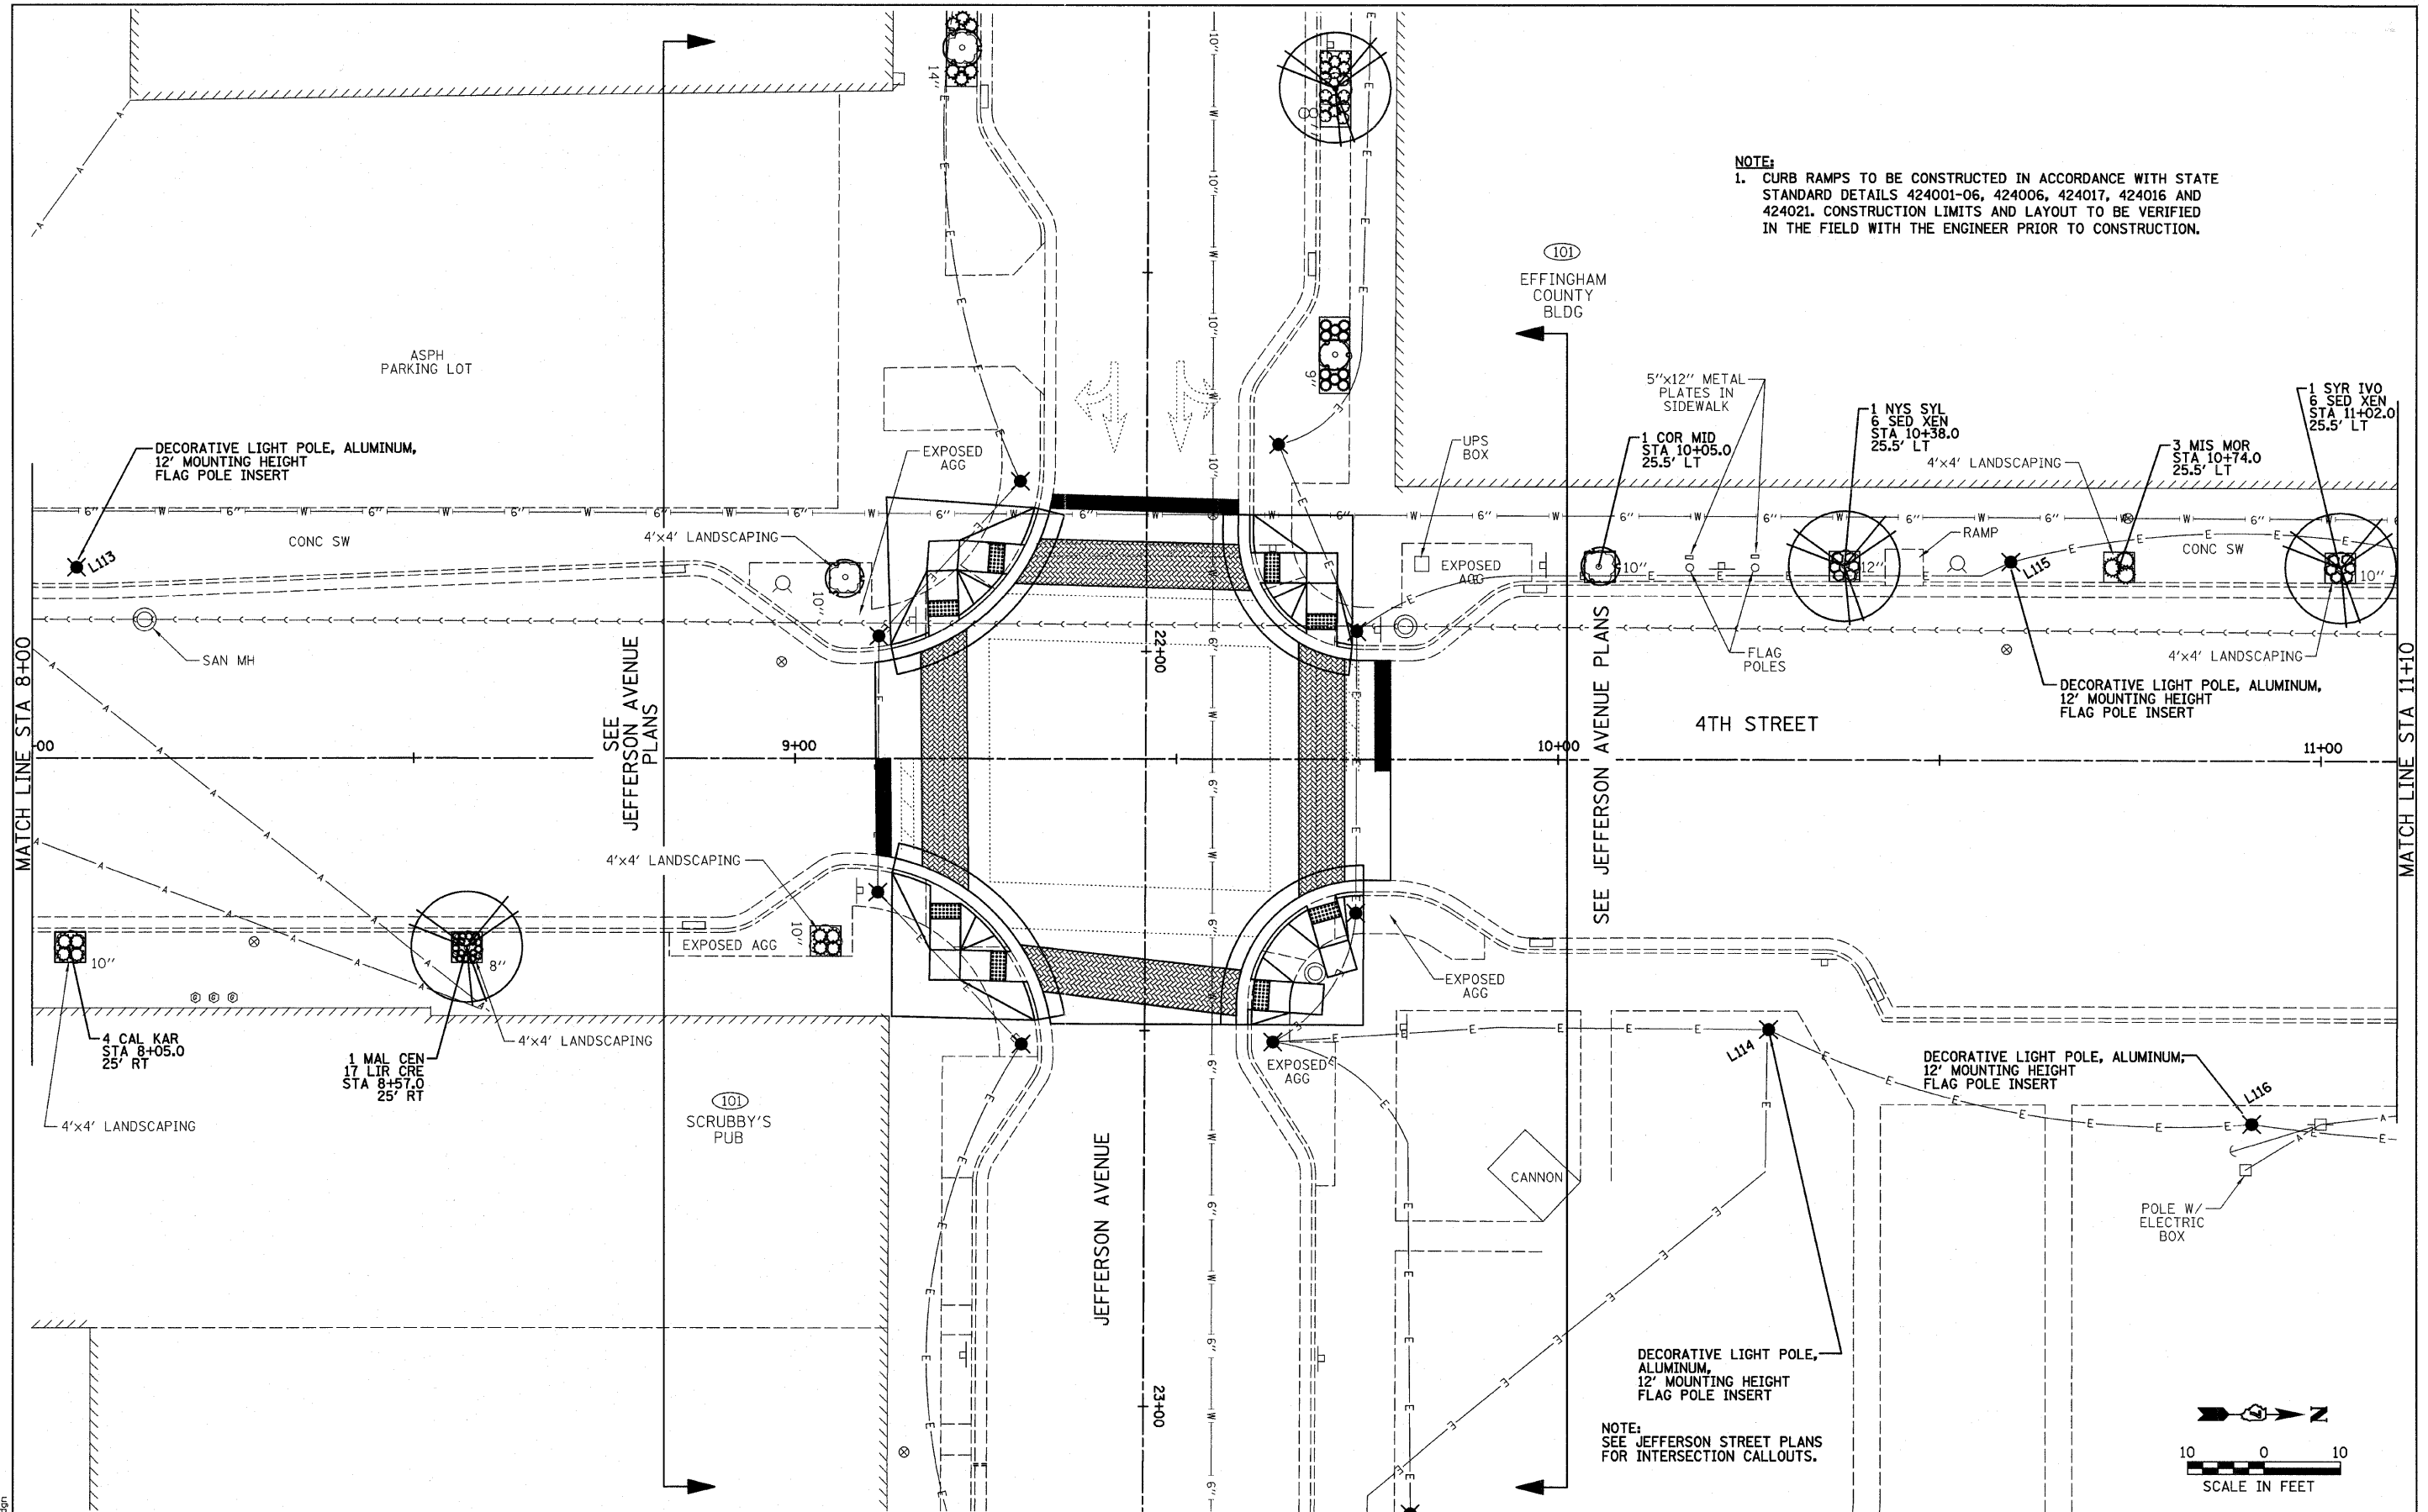 NOTE:
1. CURB RAMPS TO BE CONSTRUCTED IN ACCORDANCE WITH STATE
STANDARD DETAILS 424001-06, 424006, 424017, 424016 AND
424021. CONSTRUCTION LIMITS AND LAYOUT TO BE VERIFIED
IN THE FIELD WITH THE ENGINEER PRIOR TO CONSTRUCTION.
14"
9"
101
EFFINGHAM
COUNTY
BLDG
ASPH
PARKING LOT
DECORATIVE LIGHT POLE, ALUMINUM,
12' MOUNTING HEIGHT
FLAG POLE INSERT
L113
CONC SW
SAN MH
EXPOSED
AGG
4'x4' LANDSCAPING
10"
UPS
BOX
EXPOSED
AGG
5"x12" METAL
PLATES IN
SIDEWALK
1 COR MID
STA 10+05.0
25.5' LT
10"
FLAG
POLES
1 NYS SYL
6 SED XEN
STA 10+38.0
25.5' LT
12"
RAMP
4'x4' LANDSCAPING
3 MIS MOR
STA 10+74.0
25.5' LT
1 SYR IVO
6 SED XEN
STA 11+02.0
25.5' LT
CONC SW
10"
L115
4'x4' LANDSCAPING
DECORATIVE LIGHT POLE, ALUMINUM,
12' MOUNTING HEIGHT
FLAG POLE INSERT
MATCH LINE STA 8+00
00
SEE
JEFFERSON AVENUE
PLANS
9+00
22+00
10+00
SEE JEFFERSON AVENUE PLANS
4TH STREET
11+00
MATCH LINE STA 11+10
4'x4' LANDSCAPING
10"
EXPOSED AGG
10"
8"
4 CAL KAR
STA 8+05.0
25' RT
4'x4' LANDSCAPING
1 MAL CEN
17 LIR CRE
STA 8+57.0
25' RT
4'x4' LANDSCAPING
101
SCRUBBY'S
PUB
JEFFERSON AVENUE
23+00
EXPOSED
AGG
EXPOSED
AGG
CANNON
L114
DECORATIVE LIGHT POLE, ALUMINUM,
12' MOUNTING HEIGHT
FLAG POLE INSERT
L116
POLE W/
ELECTRIC
BOX
DECORATIVE LIGHT POLE,
ALUMINUM,
12' MOUNTING HEIGHT
FLAG POLE INSERT
NOTE:
SEE JEFFERSON STREET PLANS
FOR INTERSECTION CALLOUTS.
N
10 0 10
SCALE IN FEET